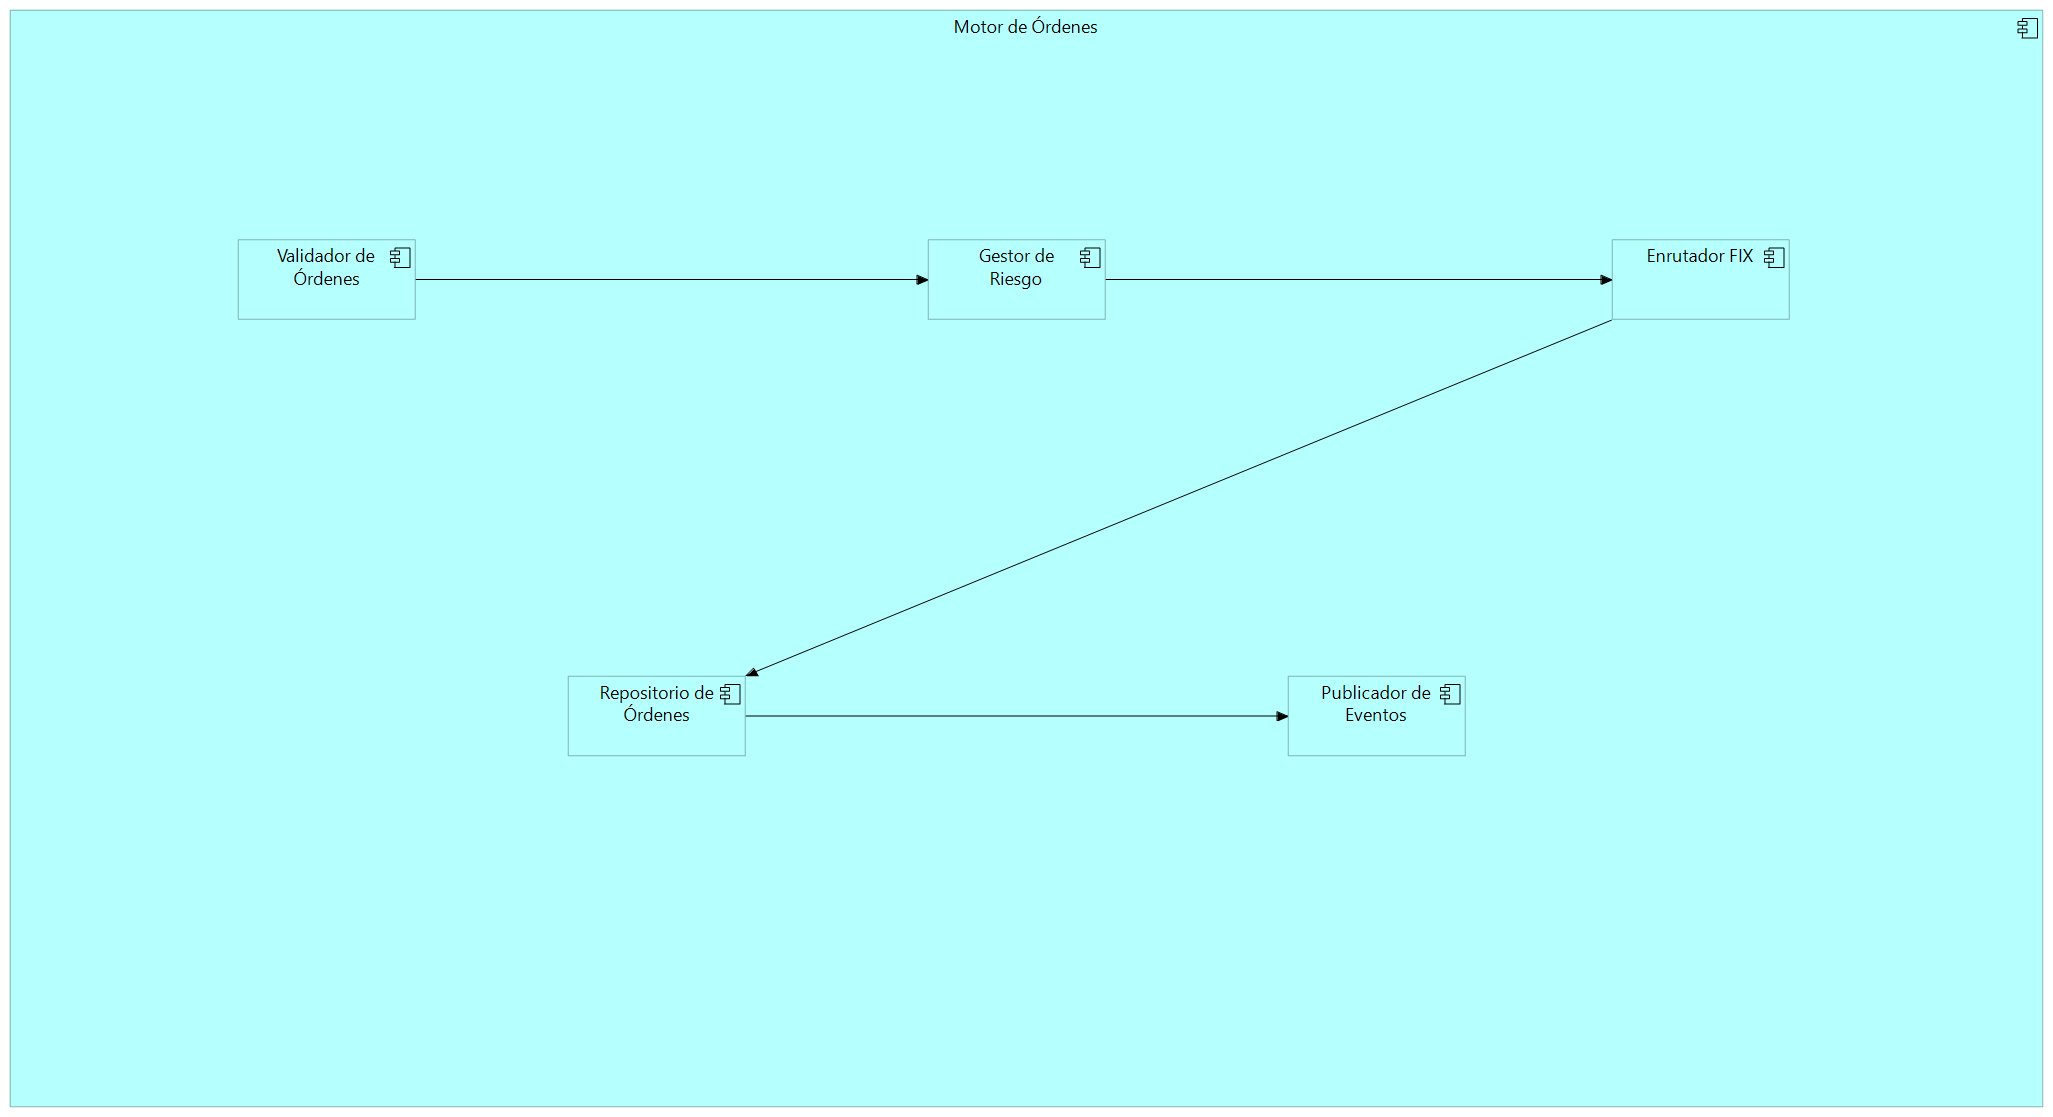 Motor de Órdenes
Validador de
Órdenes
Gestor de
Riesgo
Enrutador FIX
Repositorio de
Órdenes
Publicador de
Eventos